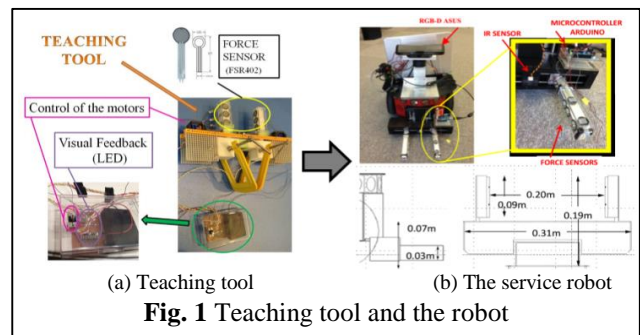 TEACHING
TOOL
FORCE
SENSOR
(FSR402)
Control of the motors
Visual Feedback
(LED)
RGB-D ASUS
IR SENSOR
MICROCONTROLLER
ARDUINO
FORCE SENSORS
0.20m
0,09m
0.19m
0.31m
0.07m
0.03m
(a) Teaching tool
(b) The service robot
Fig. 1 Teaching tool and the robot